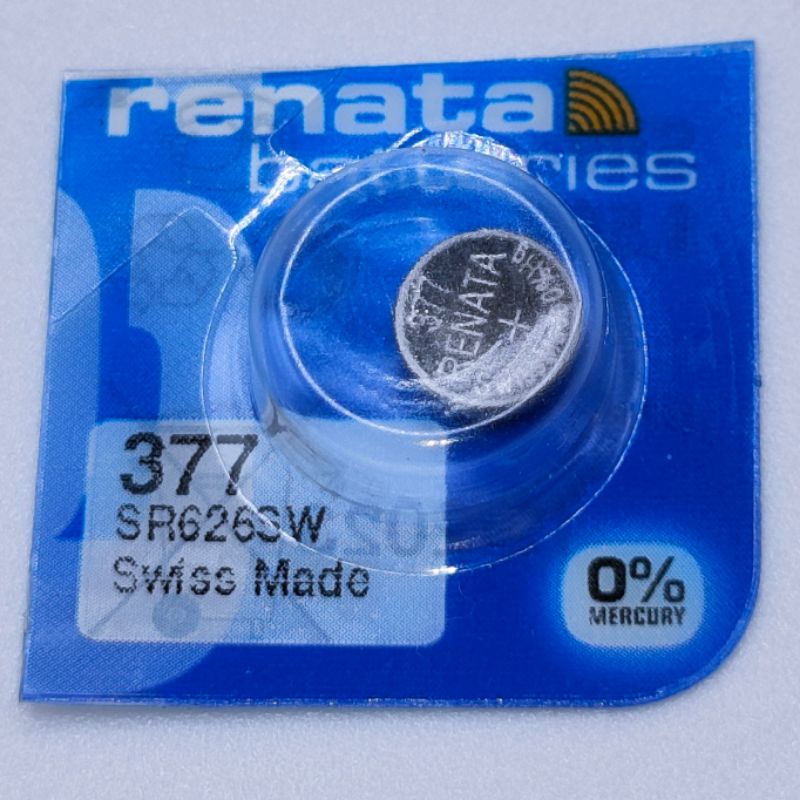 renata
batteries
377
RENATA
+
377
SR626SW
Swiss Made
0%
MERCURY